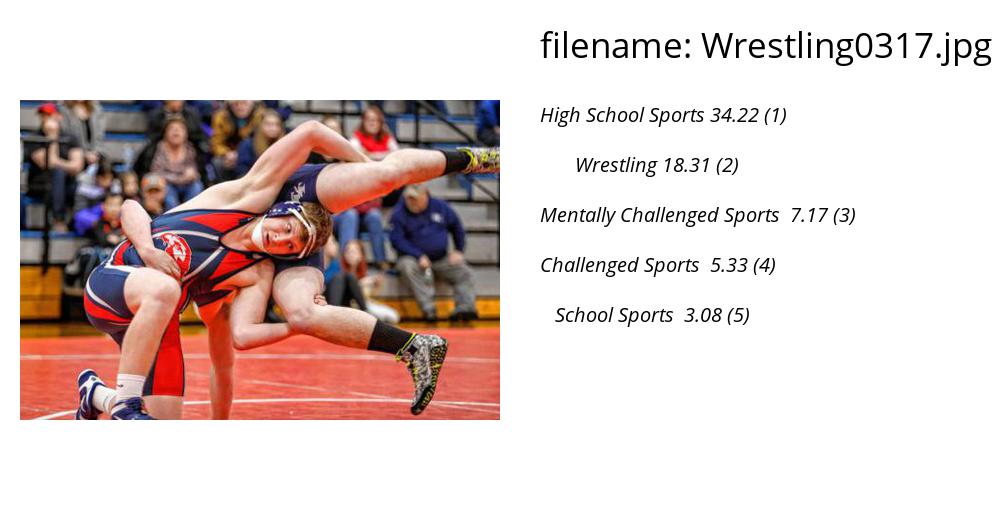 filename: Wrestling0317.jpg
High School Sports 34.22 (1)
Wrestling 18.31 (2)
Mentally Challenged Sports 7.17 (3)
Challenged Sports 5.33 (4)
School Sports 3.08 (5)